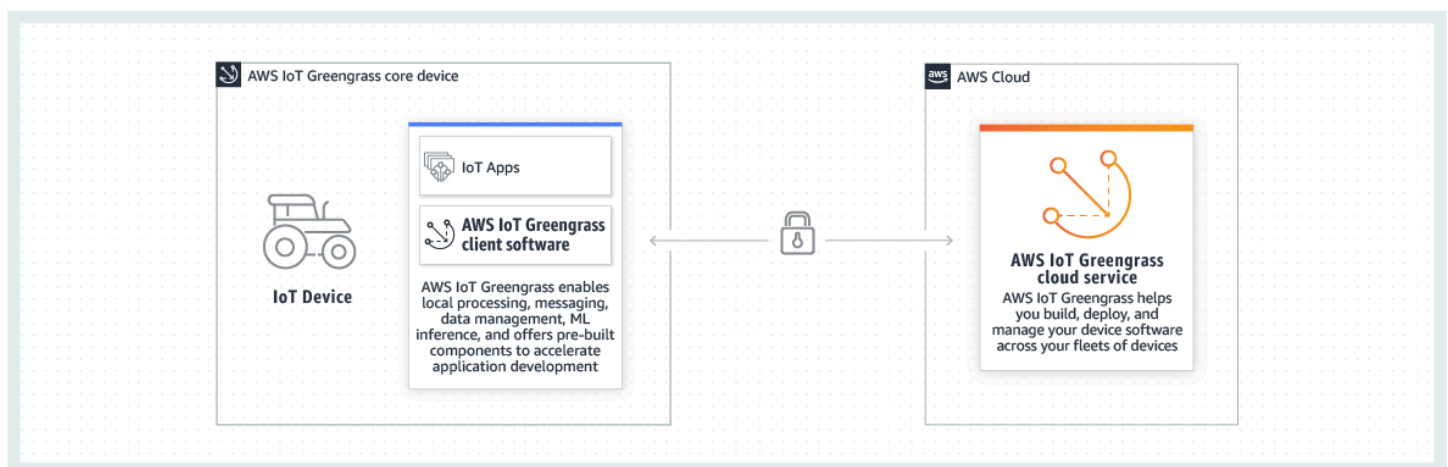 AWS IoT Greengrass core device
IoT Device
IoT Apps
AWS IoT Greengrass
client software
AWS IoT Greengrass enables
local processing, messaging,
data management, ML
inference, and offers pre-built
components to accelerate
application development
aws
AWS Cloud
AWS IoT Greengrass
cloud service
AWS IoT Greengrass helps
you build, deploy, and
manage your device software
across your fleets of devices